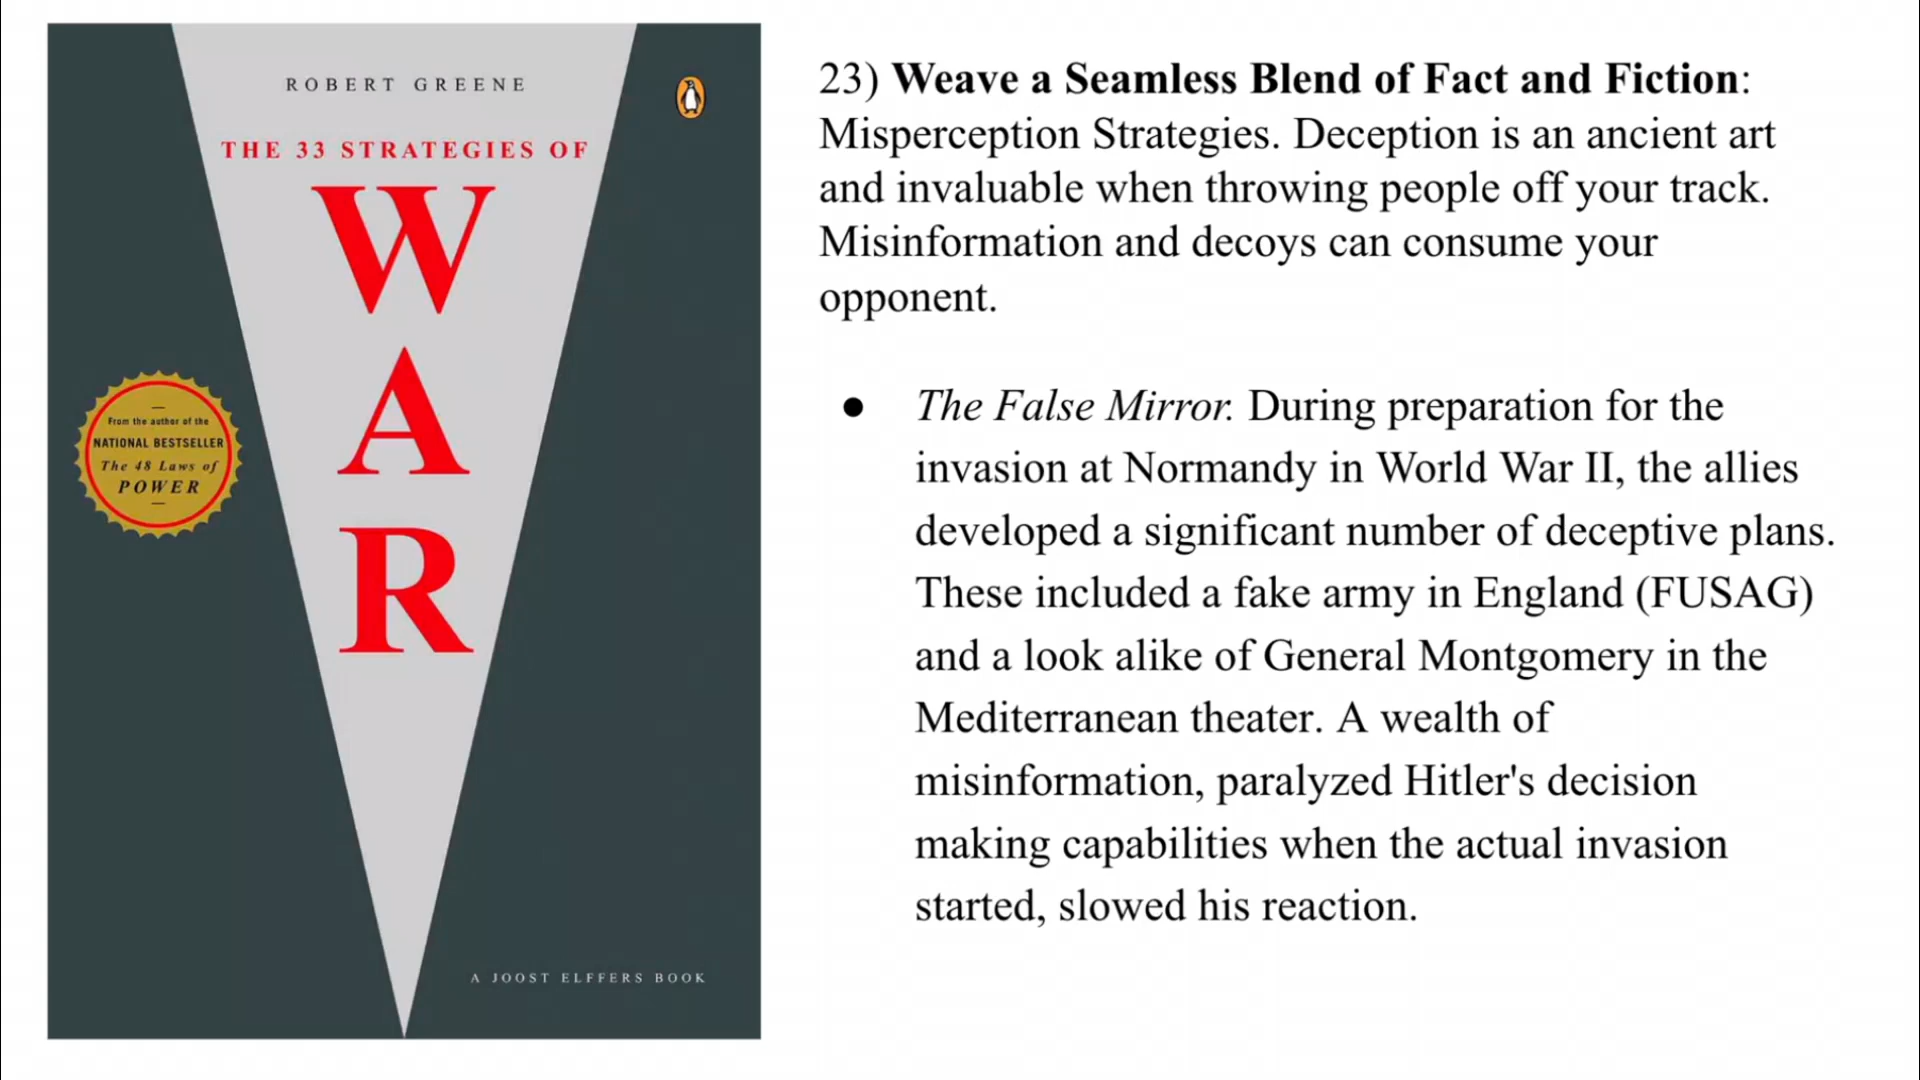 ROBERT GREENE
THE 33 STRATEGIES OF
WAR
From the author of the
NATIONAL BESTSELLER
The 48 Laws of
POWER
A JOOST ELFFERS BOOK
23) Weave a Seamless Blend of Fact and Fiction:
Misperception Strategies. Deception is an ancient art
and invaluable when throwing people off your track.
Misinformation and decoys can consume your
opponent.
● The False Mirror. During preparation for the
invasion at Normandy in World War II, the allies
developed a significant number of deceptive plans.
These included a fake army in England (FUSAG)
and a look alike of General Montgomery in the
Mediterranean theater. A wealth of
misinformation, paralyzed Hitler's decision
making capabilities when the actual invasion
started, slowed his reaction.